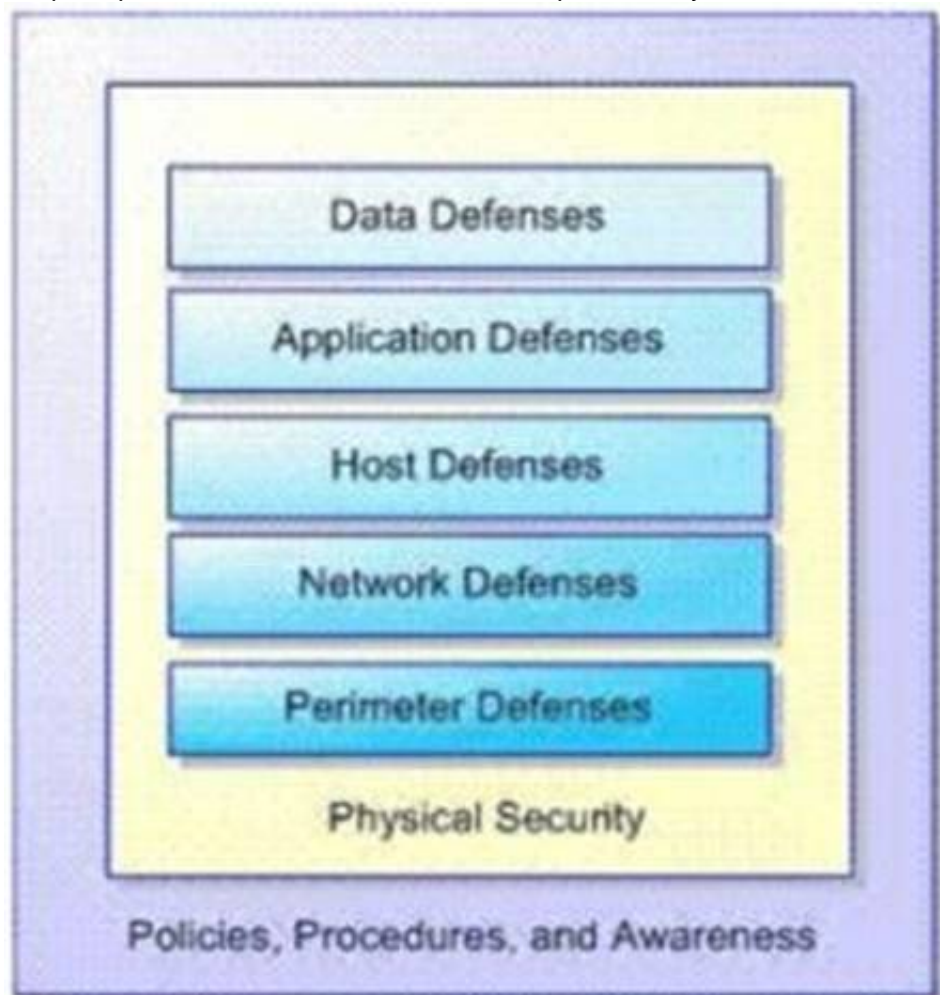 Data Defenses
Application Defenses
Host Defenses
Network Defenses
Perimeter Defenses
Physical Security
Policies, Procedures, and Awareness